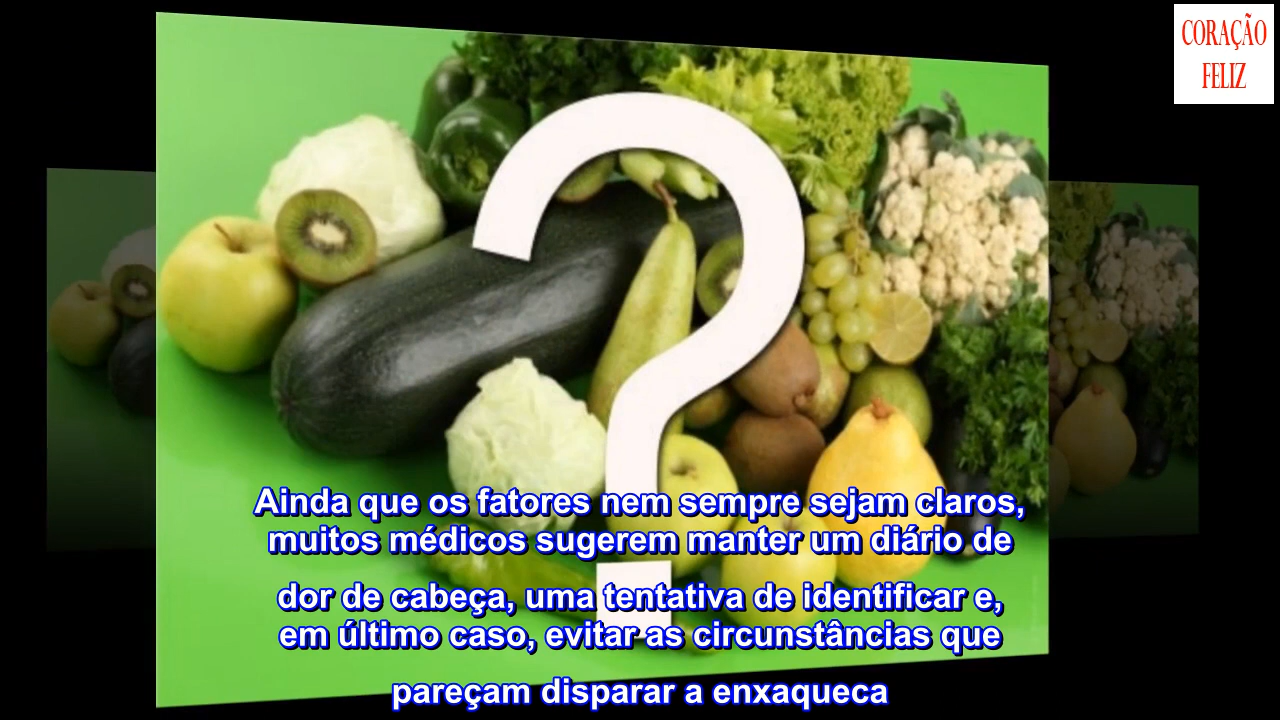 CORAÇÃO
FELIZ
Ainda que os fatores nem sempre sejam claros,
muitos médicos sugerem manter um diário de
dor de cabeça, uma tentativa de identificar e,
em último caso, evitar as circunstâncias que
pareçam disparar a enxaqueca